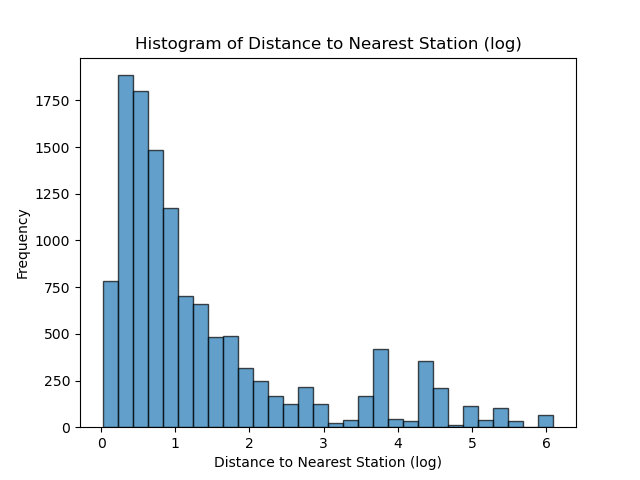 Histogram of Distance to Nearest Station (log)
Frequency
1750
1500
1250
1000
750
500
250
0
0 1 2 3 4 5 6
Distance to Nearest Station (log)